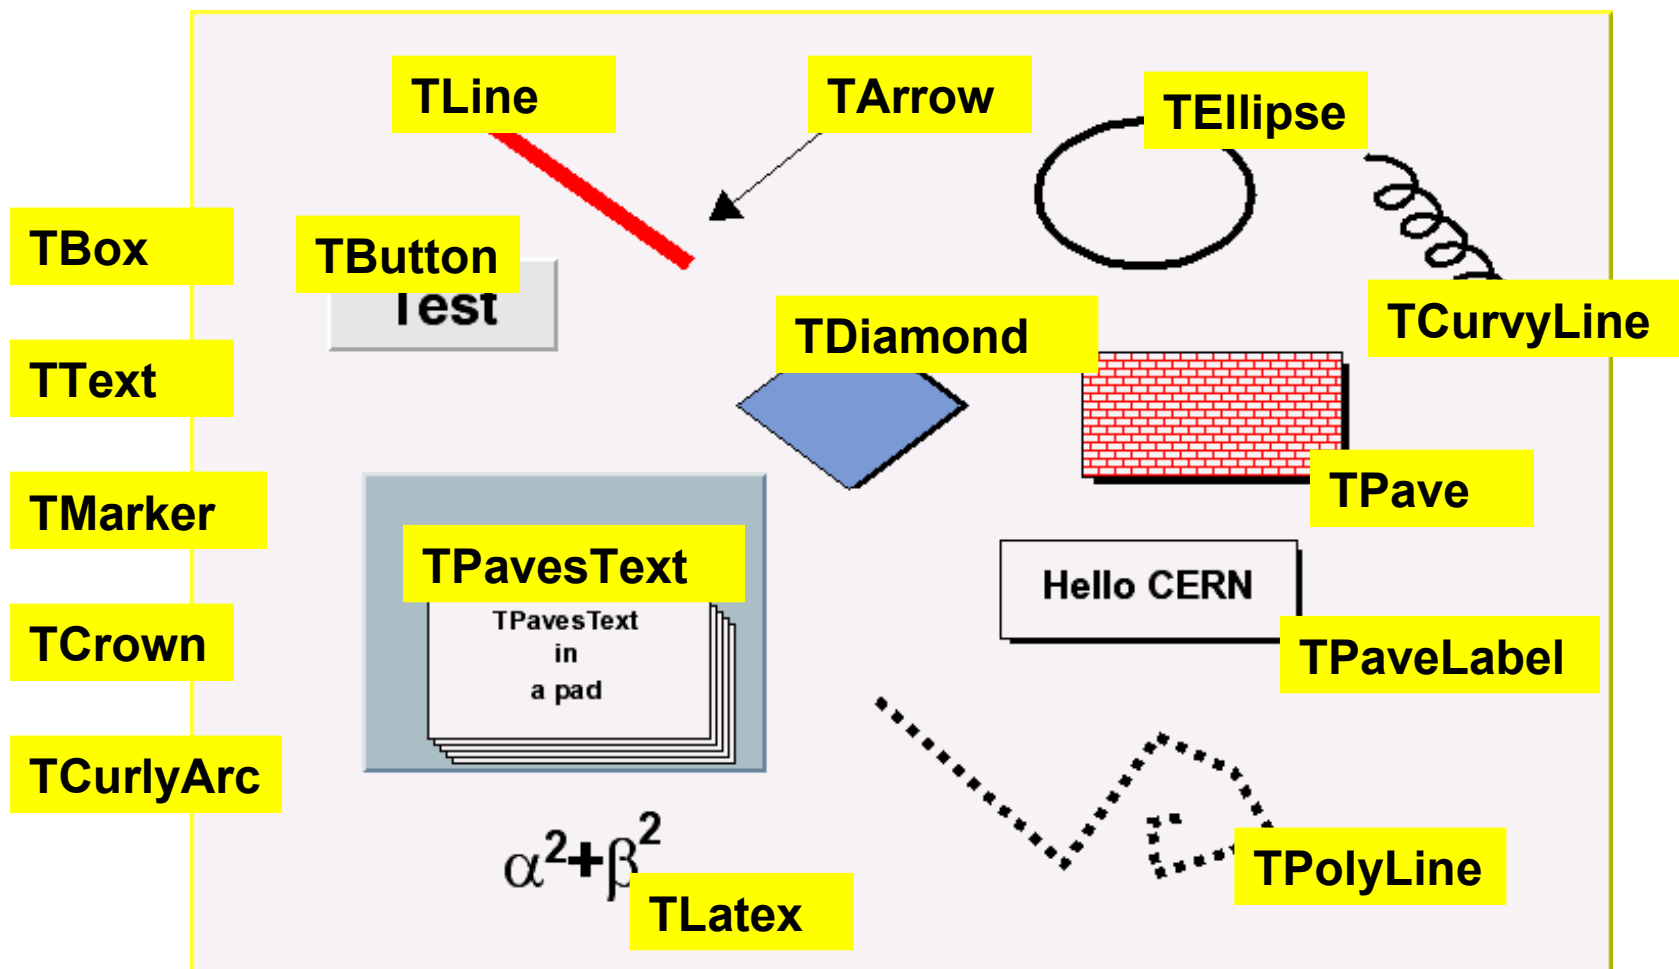 TLine
TArrow
TEllipse
TBox
TButton
Test
TCurvyLine
TDiamond
TText
TPave
TMarker
TPavesText
TPavesText
in
a pad
Hello CERN
TCrown
TPaveLabel
TCurlyArc
α²+β²
TPolyLine
TLatex